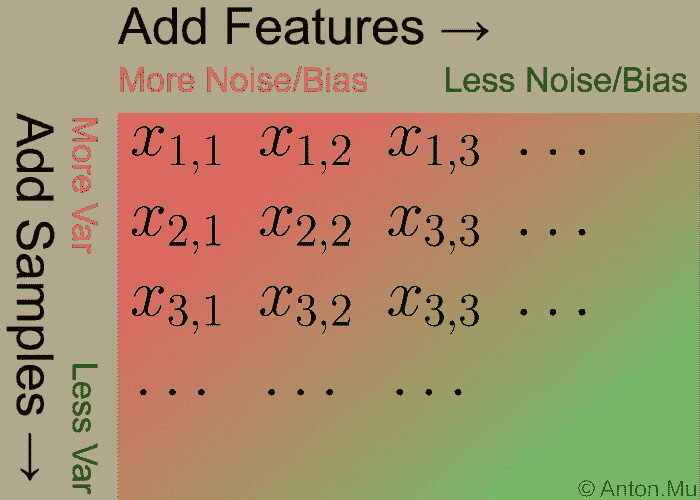 Add Features →
More Noise/Bias Less Noise/Bias
Add Samples →
More Var Less Var
x1,1 x1,2 x1,3 ...
x2,1 x2,2 x3,3 ...
x3,1 x3,2 x3,3 ...
... ... ...
© Anton.Mu